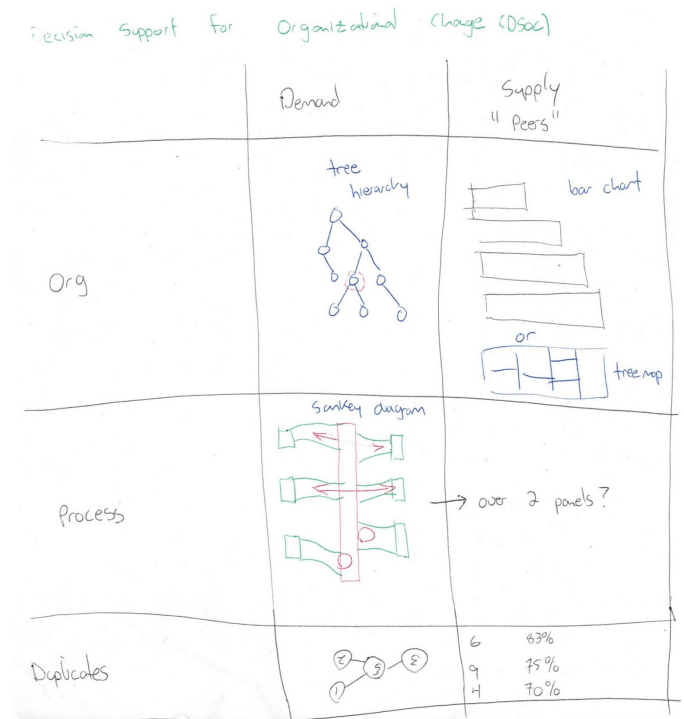 Decision Support for Organizational Change (DSOC)
Demand
Supply
"Peers"
Org
tree
hierarchy
bar chart
or
tree map
Process
Sankey diagram
→ over 2 panels?
Duplicates
2
5
3
1
6 83%
9 75%
4 70%